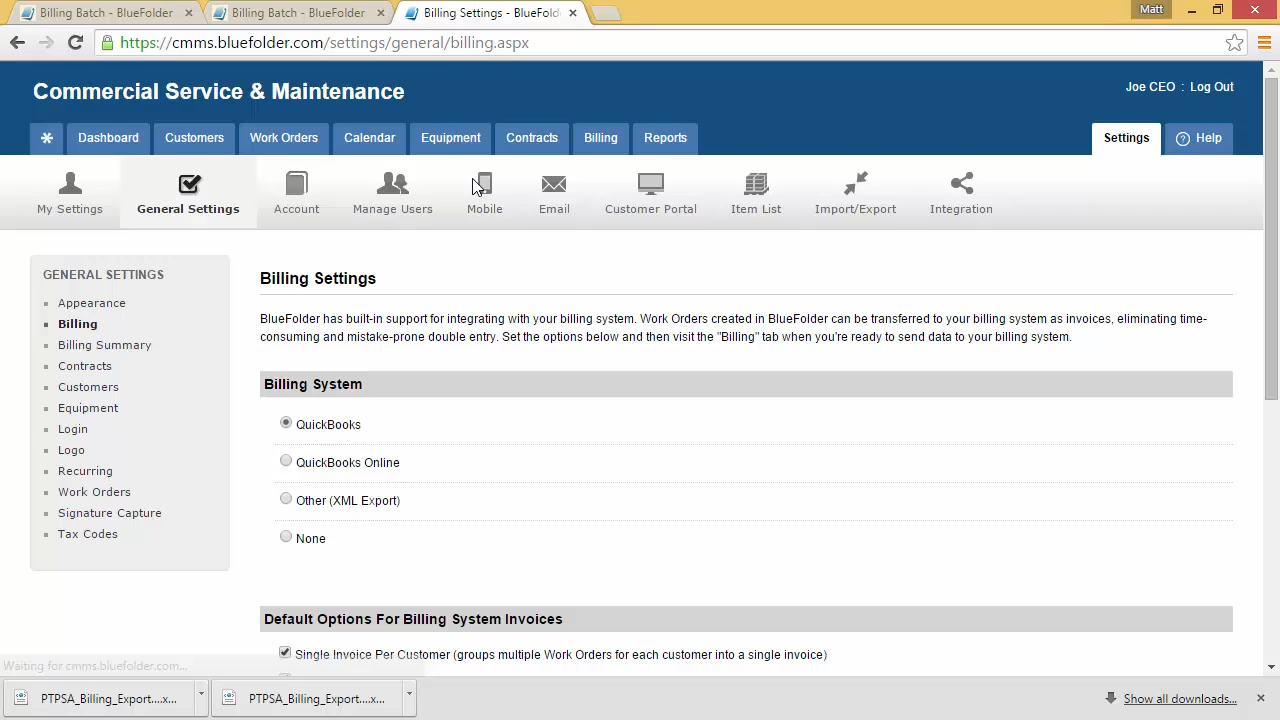 Billing Batch - BlueFolder
Billing Batch - BlueFolder
Billing Settings - BlueFold
Matt
https://cmms.bluefolder.com/settings/general/billing.aspx
Commercial Service & Maintenance
Joe CEO : Log Out
* Dashboard Customers Work Orders Calendar Equipment Contracts Billing Reports Settings ? Help
My Settings General Settings Account Manage Users Mobile Email Customer Portal Item List Import/Export Integration
GENERAL SETTINGS
Appearance
Billing
Billing Summary
Contracts
Customers
Equipment
Login
Logo
Recurring
Work Orders
Signature Capture
Tax Codes
Billing Settings
BlueFolder has built-in support for integrating with your billing system. Work Orders created in BlueFolder can be transferred to your billing system as invoices, eliminating time-
consuming and mistake-prone double entry. Set the options below and then visit the "Billing" tab when you're ready to send data to your billing system.
Billing System
QuickBooks
QuickBooks Online
Other (XML Export)
None
Default Options For Billing System Invoices
Single Invoice Per Customer (groups multiple Work Orders for each customer into a single invoice)
Waiting for cmms.bluefolder.com...
PTPSA_Billing_Export....x...
PTPSA_Billing_Export....x...
Show all downloads...